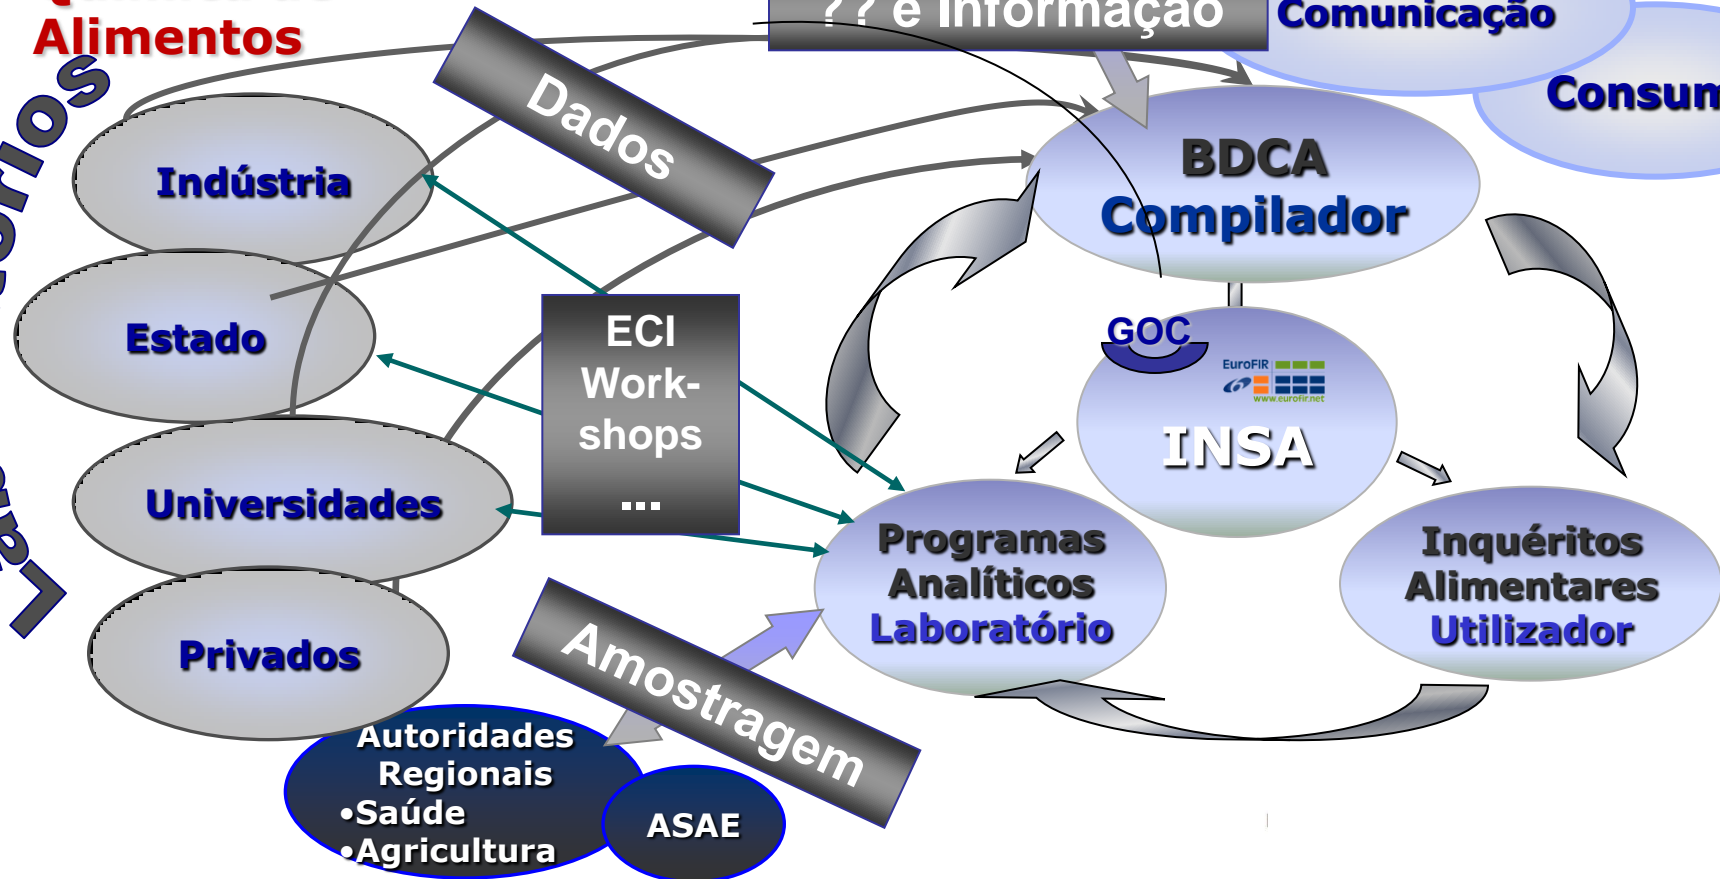 Alimentos
?? e Informação
Comunicação
Dados
Indústria
BDCA
Compilador
Estado
ECI
Work-
shops
...
GOC
EuroFIR
www.eurofir.net
INSA
Universidades
Programas
Analíticos
Laboratório
Inquéritos
Alimentares
Utilizador
Privados
Amostragem
Autoridades
Regionais
•Saúde
•Agricultura
ASAE